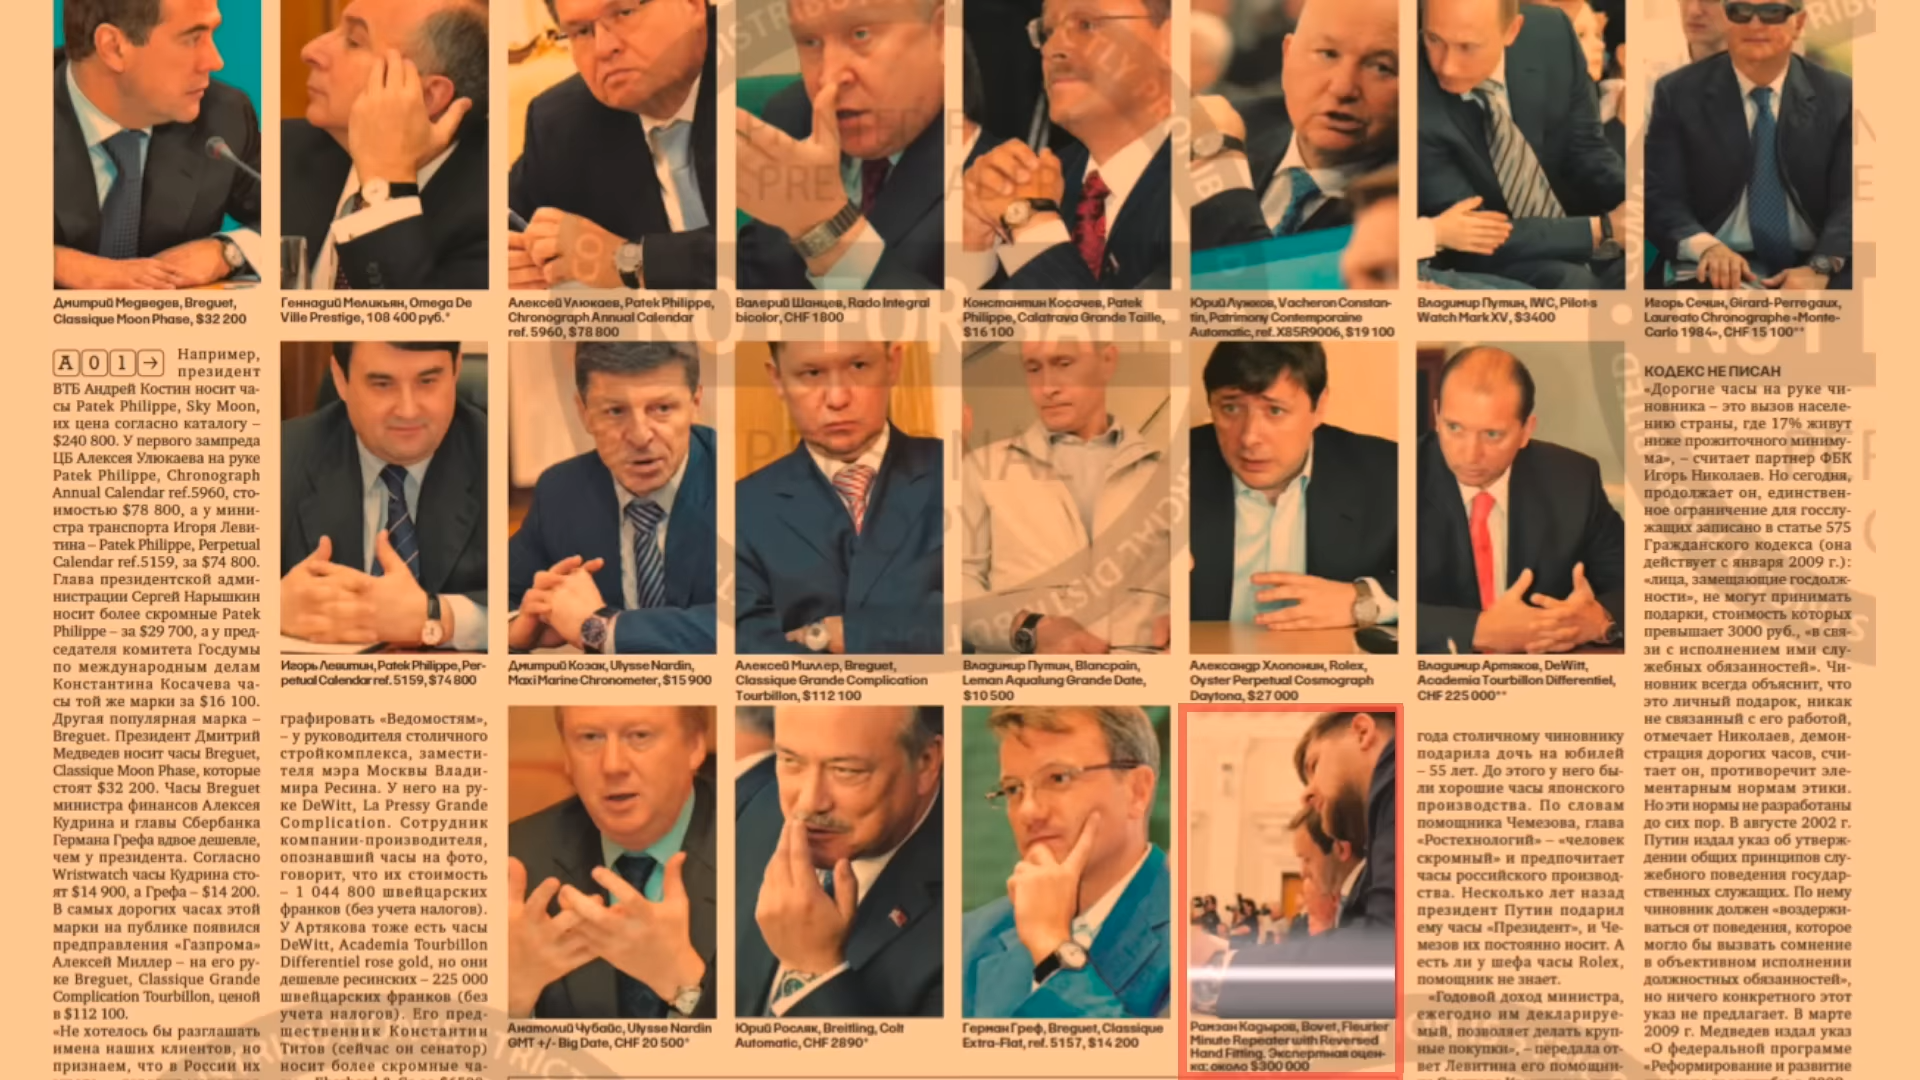 Дмитрий Медведев, Breguet,
Classique Moon Phase, $32 200
Геннадий Меликьян, Omega De
Ville Prestige, 108 400 руб.*
Алексей Улюкаев, Patek Philippe,
Chronograph Annual Calendar
ref. 5960, $78 800
Валерий Шанцев, Rado Integral
bicolor, CHF 1800
Константин Косачев, Patek
Philippe, Calatrava Grande Taille,
$16 100
Юрий Лужков, Vacheron Constan-
tin, Patrimony Contemporaine
Automatic, ref. X85R9006, $19 100
Владимир Путин, IWC, Pilot's
Watch Mark XV, $3400
Игорь Сечин, Girard-Perregaux,
Laureato Chronographe «Monte-
Carlo 1984», CHF 15 100**
A01→ Например,
президент
ВТБ Андрей Костин носит ча-
сы Patek Philippe, Sky Moon,
их цена согласно каталогу –
$240 800. У первого зампреда
ЦБ Алексея Улюкаева на руке
Patek Philippe, Chronograph
Annual Calendar ref.5960, сто-
имостью $78 800, а у мини-
стра транспорта Игоря Леви-
тина – Patek Philippe, Perpetual
Calendar ref.5159, за $74 800.
Глава президентской адми-
нистрации Сергей Нарышкин
носит более скромные Patek
Philippe – за $29 700, а у пред-
седателя комитета Госдумы
по международным делам
Константина Косачева ча-
сы той же марки за $16 100.
Другая популярная марка –
Breguet. Президент Дмитрий
Медведев носит часы Breguet,
Classique Moon Phase, которые
стоят $32 200. Часы Breguet
министра финансов Алексея
Кудрина и главы Сбербанка
Германа Грефа вдвое дешевле,
чем у президента. Согласно
Wristwatch часы Кудрина сто-
ят $14 900, а Грефа – $14 200.
В самых дорогих часах этой
марки на публике появился
предправления «Газпрома»
Алексей Миллер – на его ру-
ке Breguet, Classique Grande
Complication Tourbillon, ценой
в $112 100.
«Не хотелось бы разглашать
имена наших клиентов, но
признаем, что в России их
Игорь Левитин, Patek Philippe, Per-
petual Calendar ref. 5159, $74 800
Дмитрий Козак, Ulysse Nardin,
Maxi Marine Chronometer, $15 900
Алексей Миллер, Breguet,
Classique Grande Complication
Tourbillon, $112 100
Владимир Путин, Blancpain,
Leman Aqualung Grande Date,
$10 500
Александр Хлопонин, Rolex,
Oyster Perpetual Cosmograph
Daytona, $27 000
Владимир Артяков, DeWitt,
Academia Tourbillon Differentiel,
CHF 225 000**
графировать «Ведомостям»,
– у руководителя столичного
стройкомплекса, замести-
теля мэра Москвы Влади-
мира Ресина. У него на ру-
ке DeWitt, La Pressy Grande
Complication. Сотрудник
компании-производителя,
опознавший часы на фото,
говорит, что их стоимость
– 1 044 800 швейцарских
франков (без учета налогов).
У Артякова тоже есть часы
DeWitt, Academia Tourbillon
Differentiel rose gold, но они
дешевле ресинских – 225 000
швейцарских франков (без
учета налогов). Его пред-
шественник Константин
Титов (сейчас он сенатор)
носит более скромные ча-
Анатолий Чубайс, Ulysse Nardin
GMT +/- Big Date, CHF 20 500*
Юрий Росляк, Breitling, Colt
Automatic, CHF 2890*
Герман Греф, Breguet, Classique
Extra-Flat, ref. 5157, $14 200
Рамзан Кадыров, Bovet, Fleurier
Minute Repeater with Reversed
Hand Fitting. Экспертная оцен-
ка: около $300 000
года столичному чиновнику
подарила дочь на юбилей
– 55 лет. До этого у него бы-
ли хорошие часы японского
производства. По словам
помощника Чемезова, глава
«Ростехнологий» – «человек
скромный» и предпочитает
часы российского производ-
ства. Несколько лет назад
президент Путин подарил
ему часы «Президент», и Че-
мезов их постоянно носит. А
есть ли у шефа часы Rolex,
помощник не знает.
«Годовой доход министра,
ежегодно им декларируе-
мый, позволяет делать круп-
ные покупки», – передала от-
вет Левитина его помощни-
КОДЕКС НЕ ПИСАН
«Дорогие часы на руке чи-
новника – это вызов населе-
нию страны, где 17% живут
ниже прожиточного миниму-
ма», – считает партнер ФБК
Игорь Николаев. Но сегодня,
продолжает он, единствен-
ное ограничение для госслу-
жащих записано в статье 575
Гражданского кодекса (она
действует с января 2009 г.):
«лица, замещающие госдолж-
ности», не могут принимать
подарки, стоимость которых
превышает 3000 руб., «в свя-
зи с исполнением ими слу-
жебных обязанностей». Чи-
новник всегда объяснит, что
это личный подарок, никак
не связанный с его работой,
отмечает Николаев, демон-
страция дорогих часов, счи-
тает он, противоречит эле-
ментарным нормам этики.
Но эти нормы не разработаны
до сих пор. В августе 2002 г.
Путин издал указ об утверж-
дении общих принципов слу-
жебного поведения государ-
ственных служащих. По нему
чиновник должен «воздержи-
ваться от поведения, которое
могло бы вызвать сомнение
в объективном исполнении
должностных обязанностей»,
но ничего конкретного этот
указ не предлагает. В марте
2009 г. Медведев издал указ
«О федеральной программе
«Реформирование и развитие